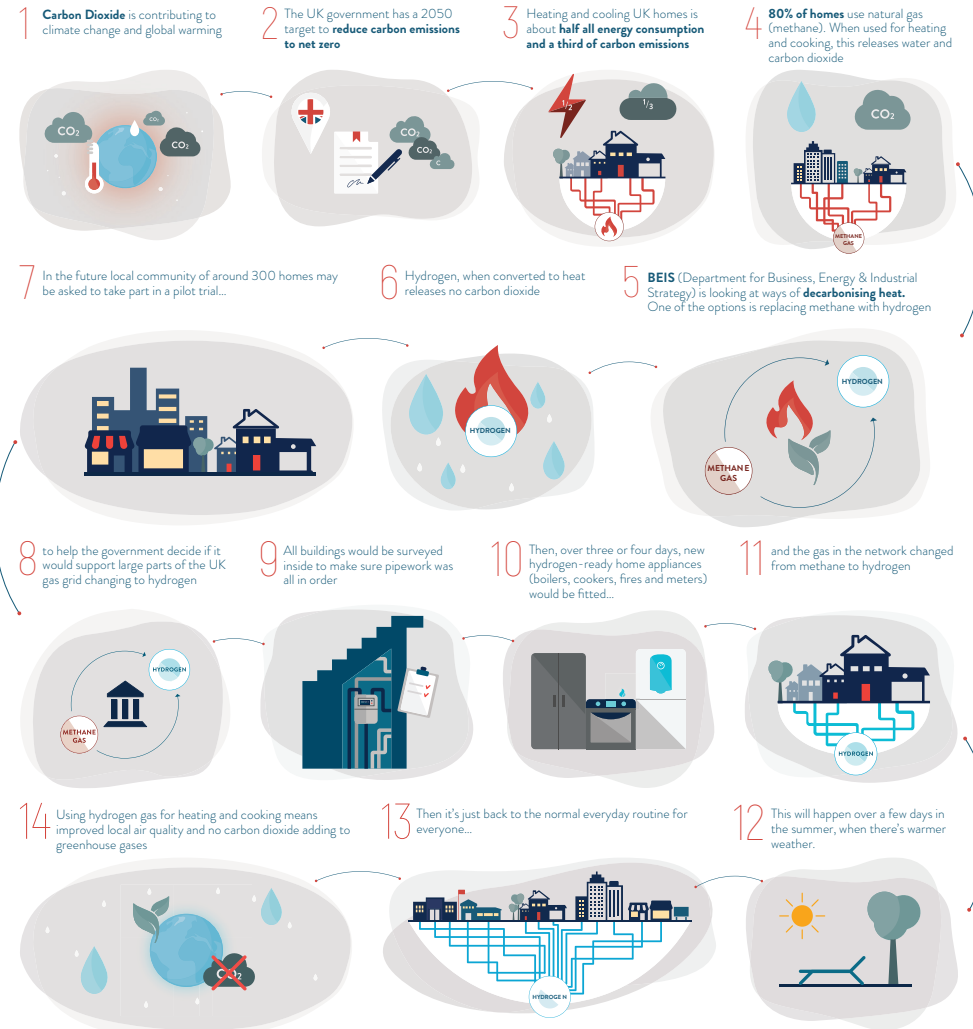 1 Carbon Dioxide is contributing to
climate change and global warming
CO₂
CO₂
CO₂
2 The UK government has a 2050
target to reduce carbon emissions
to net zero
CO₂
CO₂
C
3 Heating and cooling UK homes is
about half all energy consumption
and a third of carbon emissions
1/2
1/3
4 80% of homes use natural gas
(methane). When used for heating
and cooking, this releases water and
carbon dioxide
CO₂
METHANE
GAS
5 BEIS (Department for Business, Energy & Industrial
Strategy) is looking at ways of decarbonising heat.
One of the options is replacing methane with hydrogen
HYDROGEN
METHANE
GAS
6 Hydrogen, when converted to heat
releases no carbon dioxide
HYDROGEN
7 In the future local community of around 300 homes may
be asked to take part in a pilot trial...
8 to help the government decide if it
would support large parts of the UK
gas grid changing to hydrogen
HYDROGEN
METHANE
GAS
9 All buildings would be surveyed
inside to make sure pipework was
all in order
10 Then, over three or four days, new
hydrogen-ready home appliances
(boilers, cookers, fires and meters)
would be fitted...
11 and the gas in the network changed
from methane to hydrogen
HYDROGEN
12 This will happen over a few days in
the summer, when there's warmer
weather.
13 Then it's just back to the normal everyday routine for
everyone...
HYDROGEN
14 Using hydrogen gas for heating and cooking means
improved local air quality and no carbon dioxide adding to
greenhouse gases
CO₂